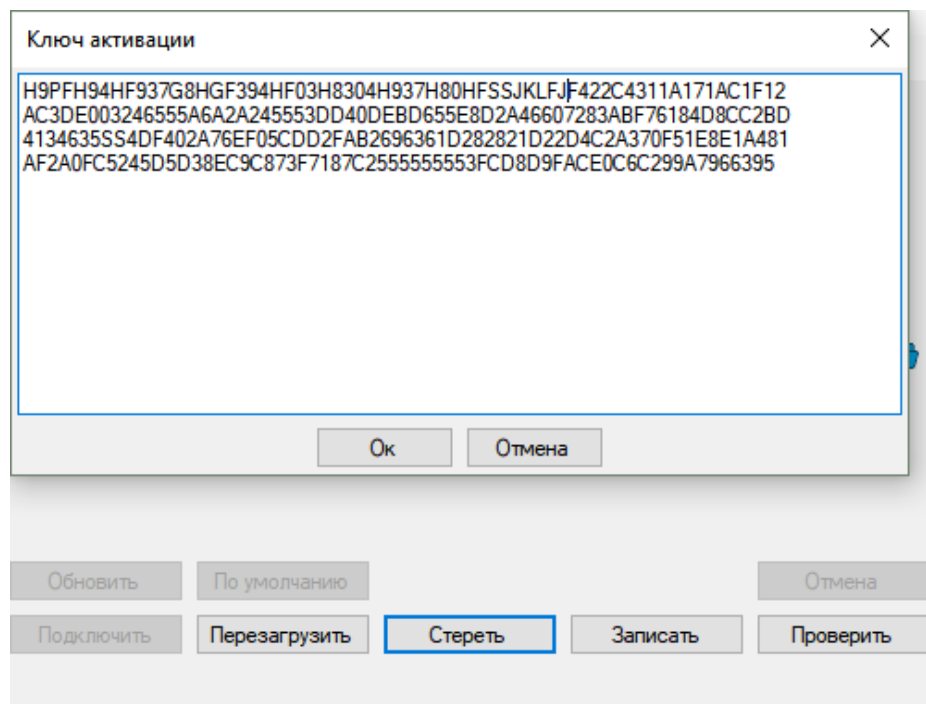 Ключ активации
H9PFH94HF937G8HGF394HF03H8304H937H80HFSSJKLFJF422C4311A171AC1F12
AC3DE003246555A6A2A245553DD40DEBD655E8D2A46607283ABF76184D8CC2BD
4134635SS4DF402A76EF05CDD2FAB2696361D282821D22D4C2A370F51E8E1A481
AF2A0FC5245D5D38EC9C873F7187C2555555553FCD8D9FACE0C6C299A7966395
Ок Отмена
Обновить По умолчанию Отмена
Подключить Перезагрузить Стереть Записать Проверить